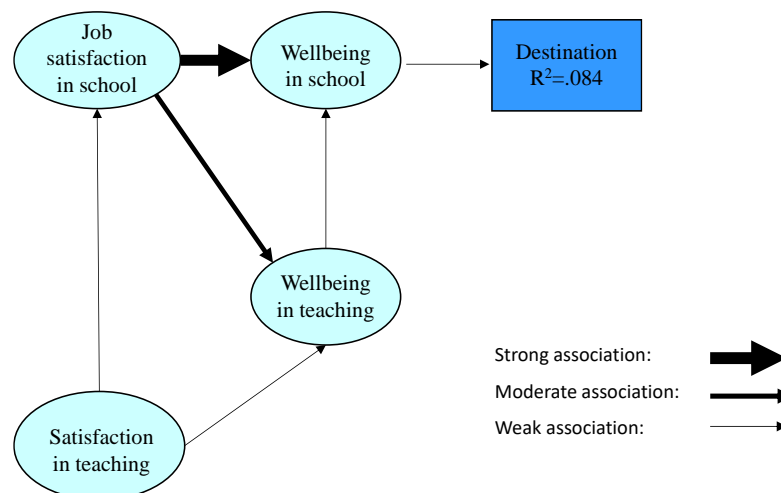 Job
satisfaction
in school
Wellbeing
in school
Destination
R²=.084
Wellbeing
in teaching
Satisfaction
in teaching
Strong association:
Moderate association:
Weak association: